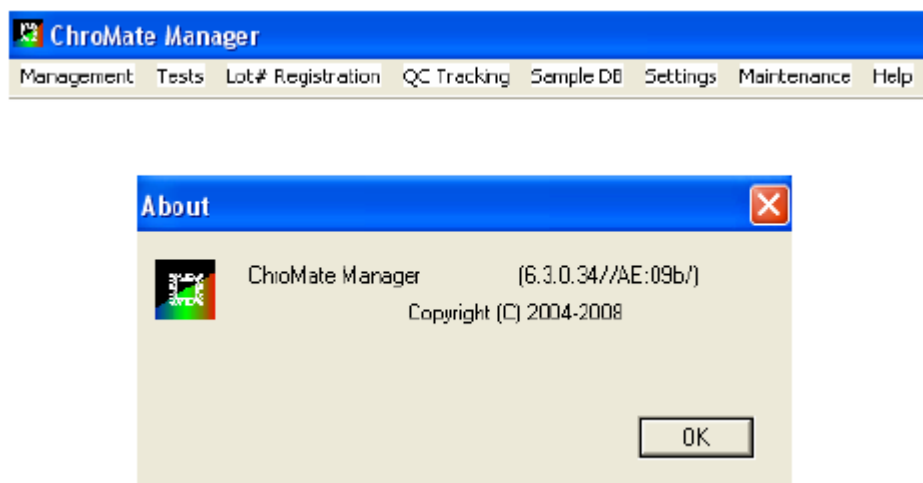 ChroMate Manager
Management Tests Lot# Registration QC Tracking Sample DB Settings Maintenance Help
About
ChroMate Manager (6.3.0.34//AE:09b/)
Copyright (C) 2004-2008
OK